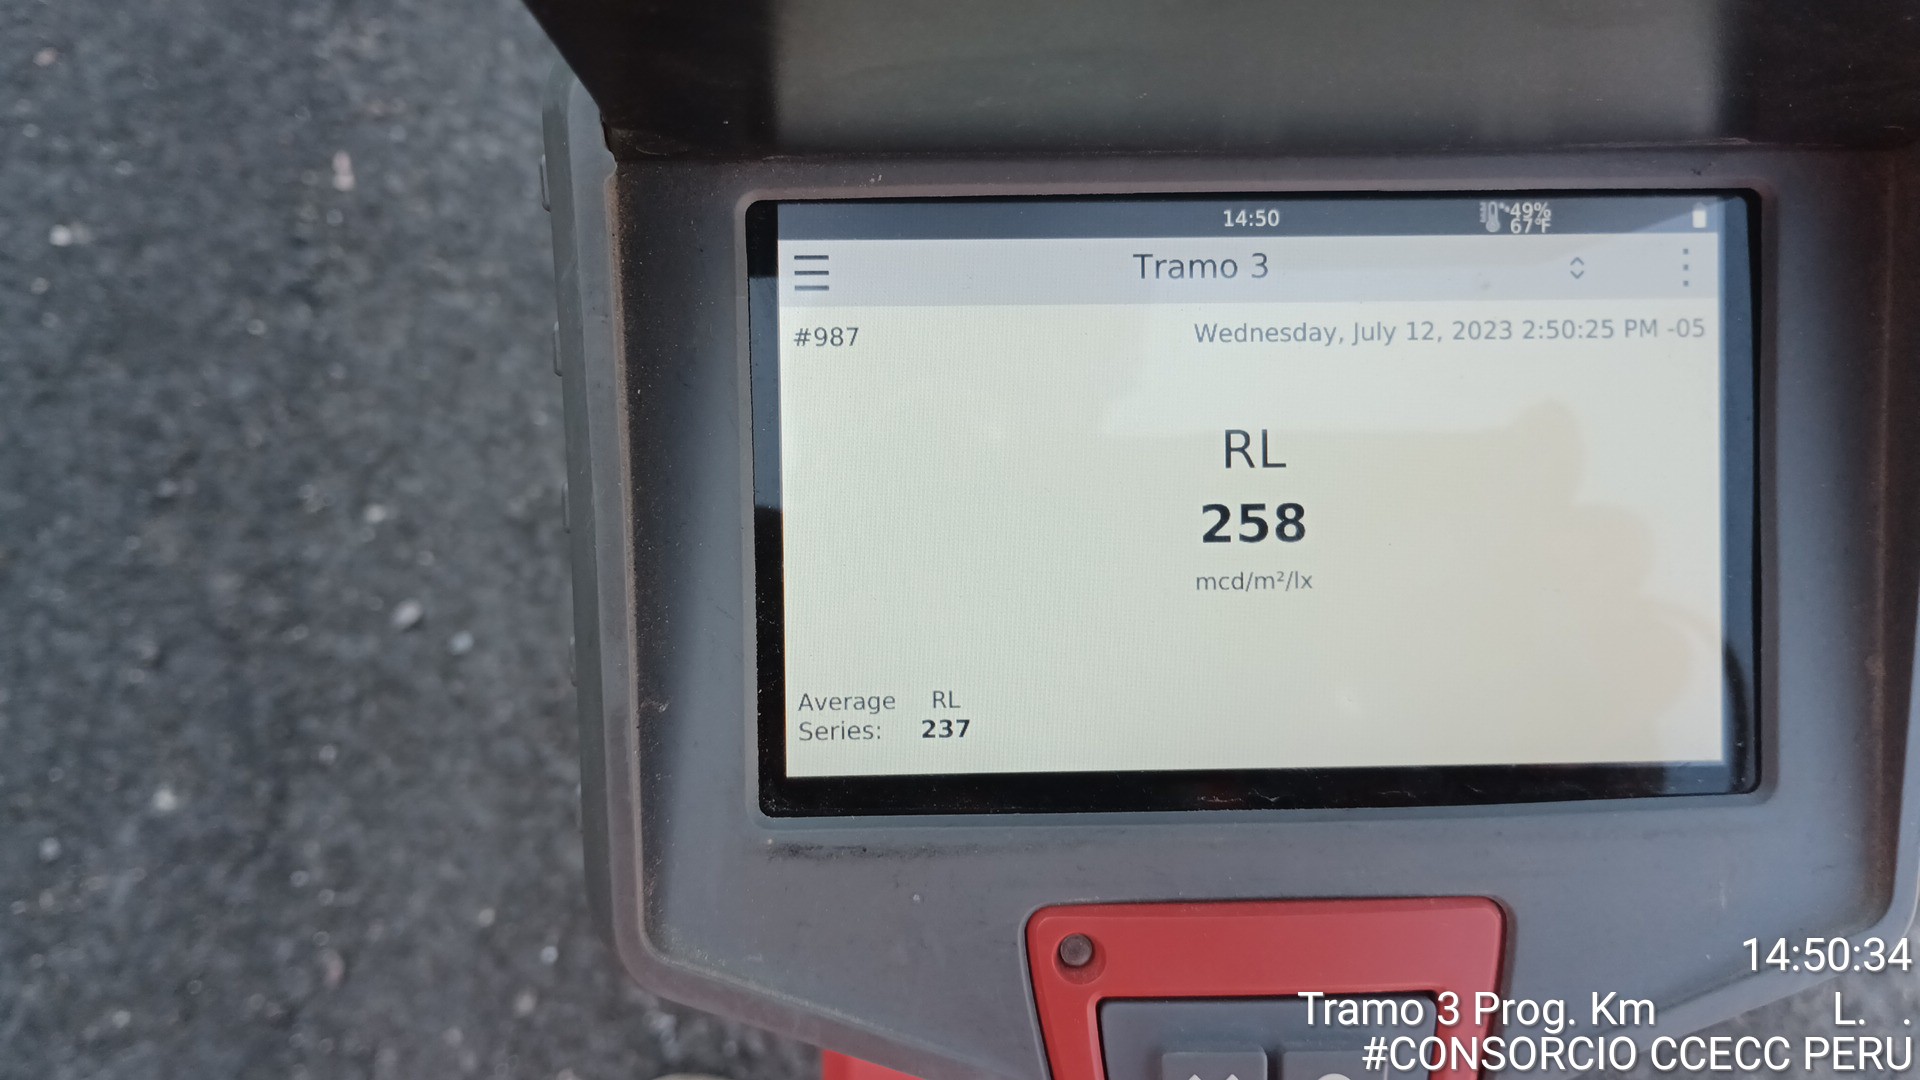 14:50
49%
67°F
Tramo 3
#987
Wednesday, July 12, 2023 2:50:25 PM -05
RL
258
mcd/m²/lx
Average RL
Series: 237
14:50:34
Tramo 3 Prog. Km L. .
#CONSORCIO CCECC PERU